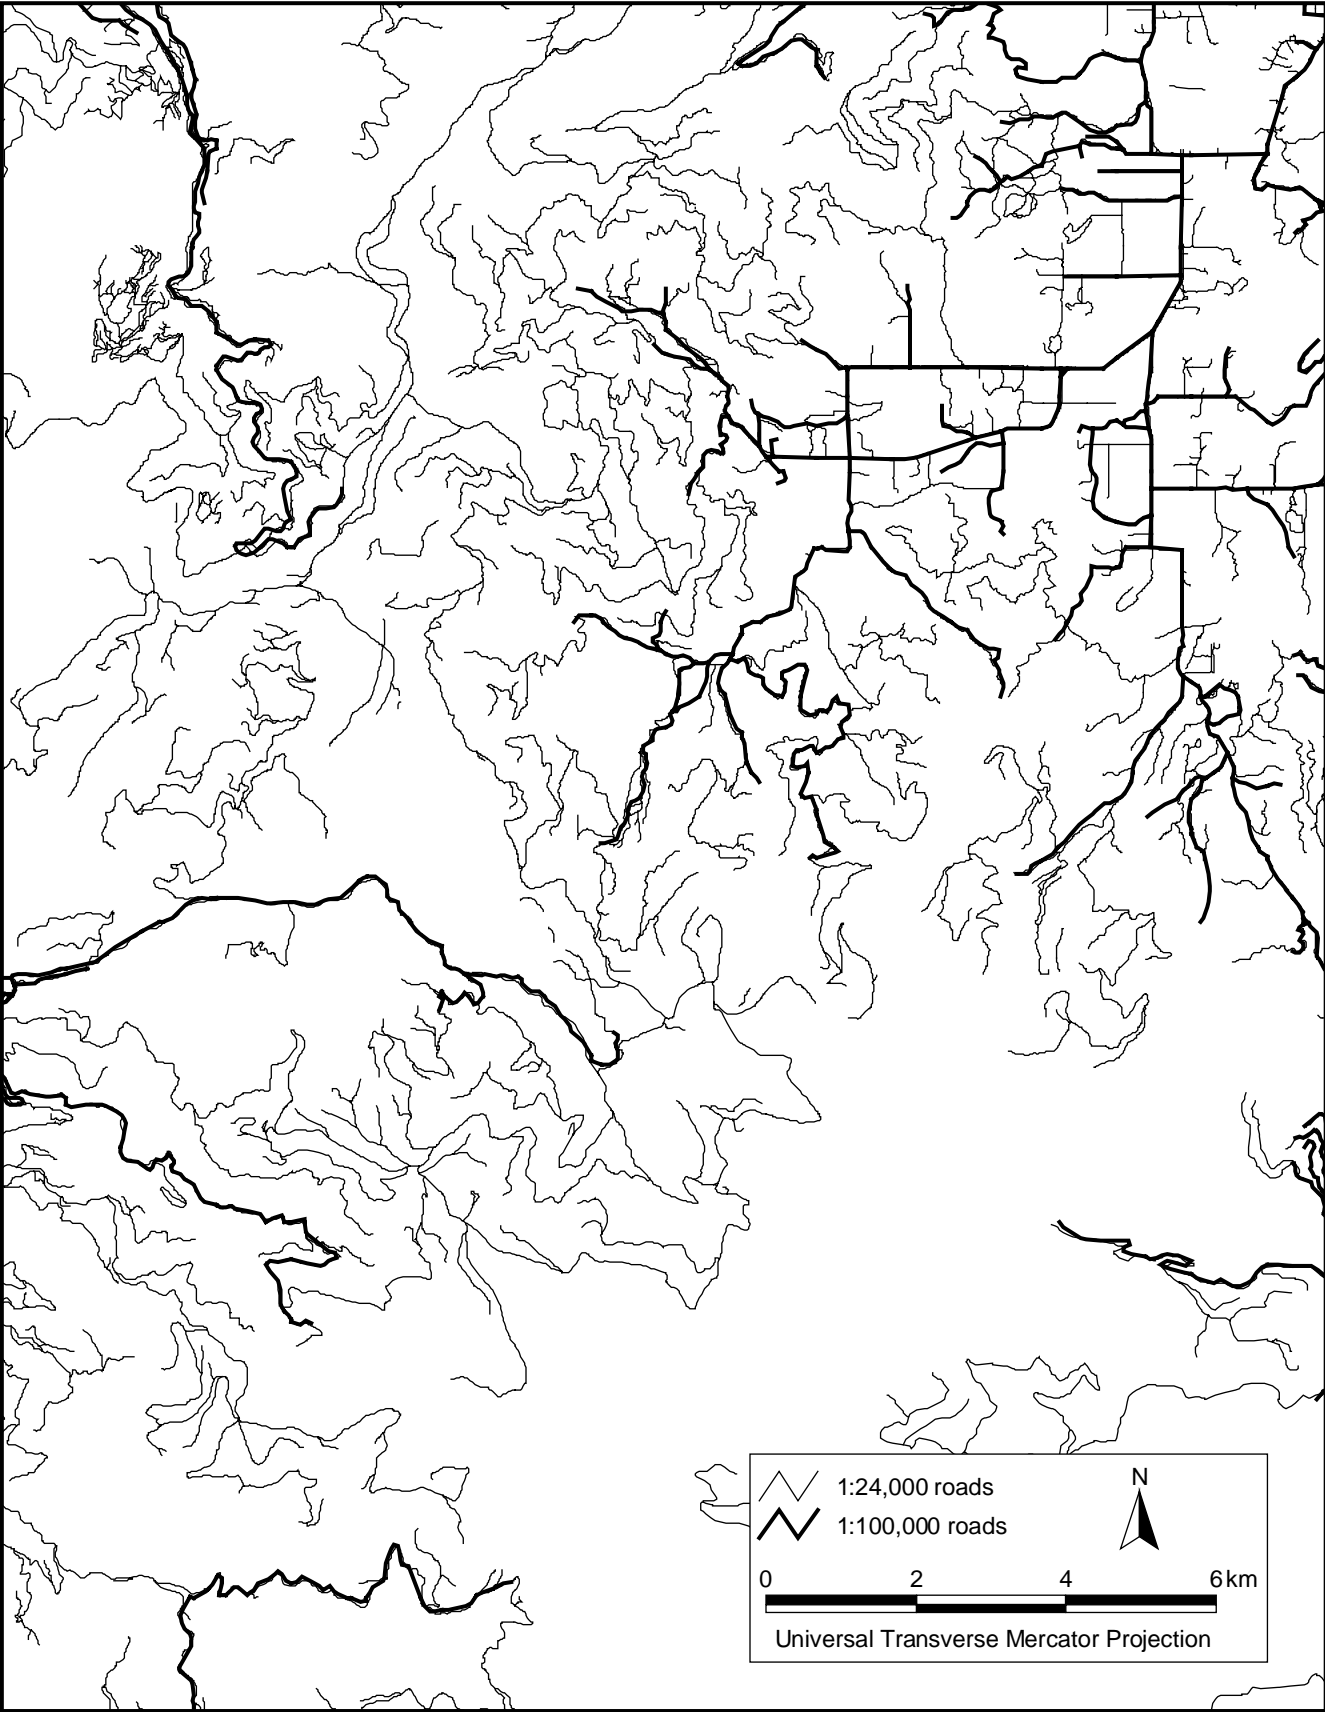 1:24,000 roads
N
1:100,000 roads
0 2 4 6 km
Universal Transverse Mercator Projection